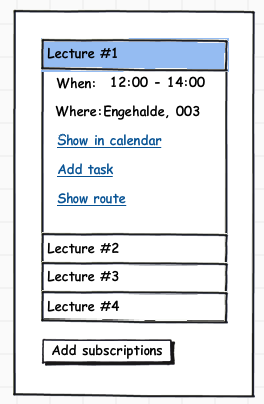 Lecture #1
When: 12:00 - 14:00
Where:Engehalde, 003
Show in calendar
Add task
Show route
Lecture #2
Lecture #3
Lecture #4
Add subscriptions